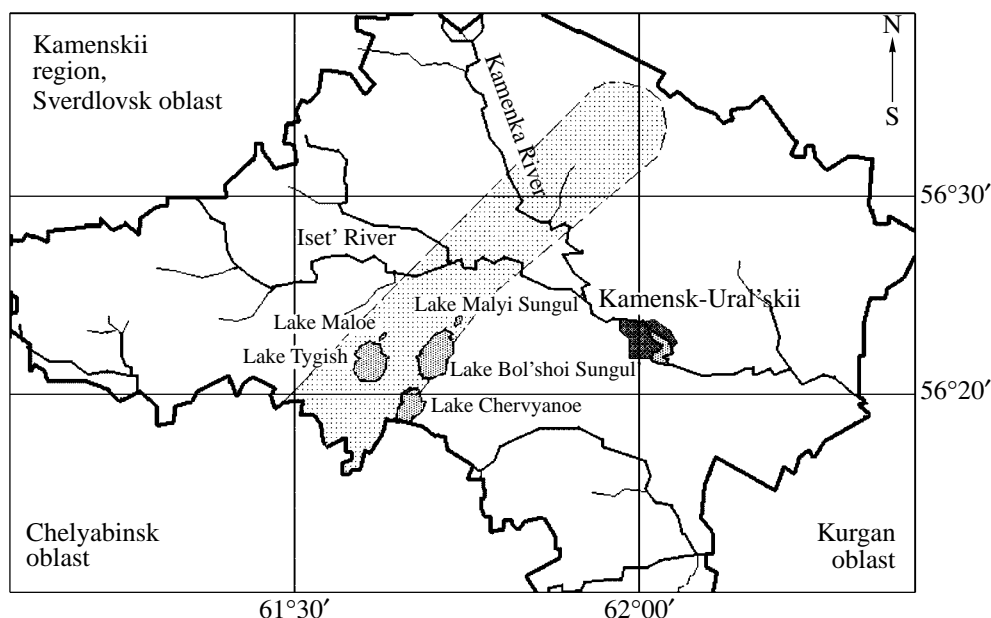 Kamenskii
region,
Sverdlovsk oblast
N
S
Kamenka River
56°30′
Iset' River
Kamensk-Ural'skii
Lake Malyi Sungul
Lake Maloe
Lake Tygish
Lake Bol'shoi Sungul
56°20′
Lake Chervyanoe
Chelyabinsk
oblast
Kurgan
oblast
61°30′
62°00′